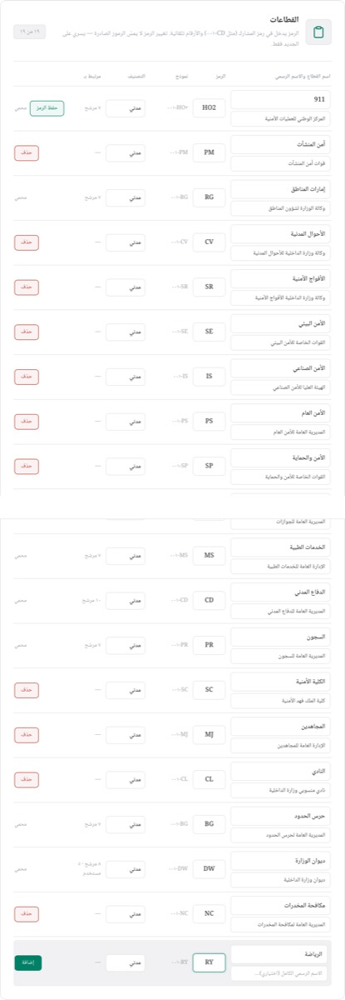 القطاعات
١٩ من ١٩
الرمز يدخل في رمز المشارك (مثل CD-٠٠١) والأرقام تلقائية. تغيير الرمز لا يمس الرموز الصادرة — يسري على
الجديد فقط.
اسم القطاع والاسم الرسمي الرمز نموذج التصنيف مرتبط بـ
911 HO2 مدني ٧ مرشح حفظ الرمز محمي
المركز الوطني للعمليات الأمنية
أمن المنشآت PM PM-٠٠١ مدني — حذف
قوات أمن المنشآت
إمارات المناطق RG RG-٠٠١ مدني ٧ مرشح محمي
وكالة الوزارة لشؤون المناطق
الأحوال المدنية CV CV-٠٠١ مدني — حذف
وكالة وزارة الداخلية للأحوال المدنية
الأفواج الأمنية SR SR-٠٠١ مدني — حذف
وكالة وزارة الداخلية الأفواج الأمنية
الأمن البيئي SE SE-٠٠١ مدني — حذف
القوات الخاصة للأمن البيئي
الأمن الصناعي IS IS-٠٠١ مدني — حذف
الهيئة العليا للأمن الصناعي
الأمن العام PS PS-٠٠١ مدني — حذف
المديرية العامة للأمن العام
الأمن والحماية SP SP-٠٠١ مدني — حذف
القوات الخاصة للأمن والحماية
المديرية العامة للجوازات
الخدمات الطبية MS MS-٠٠١ مدني ٧ مرشح محمي
الإدارة العامة للخدمات الطبية
الدفاع المدني CD CD-٠٠١ مدني ١٠ مرشح محمي
المديرية العامة للدفاع المدني
السجون PR PR-٠٠١ مدني ٧ مرشح محمي
المديرية العامة للسجون
الكلية الأمنية SC SC-٠٠١ مدني — حذف
كلية الملك فهد الأمنية
المجاهدين MJ MJ-٠٠١ مدني — حذف
الإدارة العامة للمجاهدين
النادي CL CL-٠٠١ مدني — حذف
نادي منسوبي وزارة الداخلية
حرس الحدود BG BG-٠٠١ مدني ٧ مرشح محمي
المديرية العامة لحرس الحدود
ديوان الوزارة DW DW-٠٠١ مدني ٨ مرشح · ٥ محمي
مستخدم
ديوان وزارة الداخلية
مكافحة المخدرات NC NC-٠٠١ مدني — حذف
المديرية العامة لمكافحة المخدرات
الرياضة RY RY-٠٠١ مدني — إضافة
الاسم الرسمي الكامل (اختياري)...